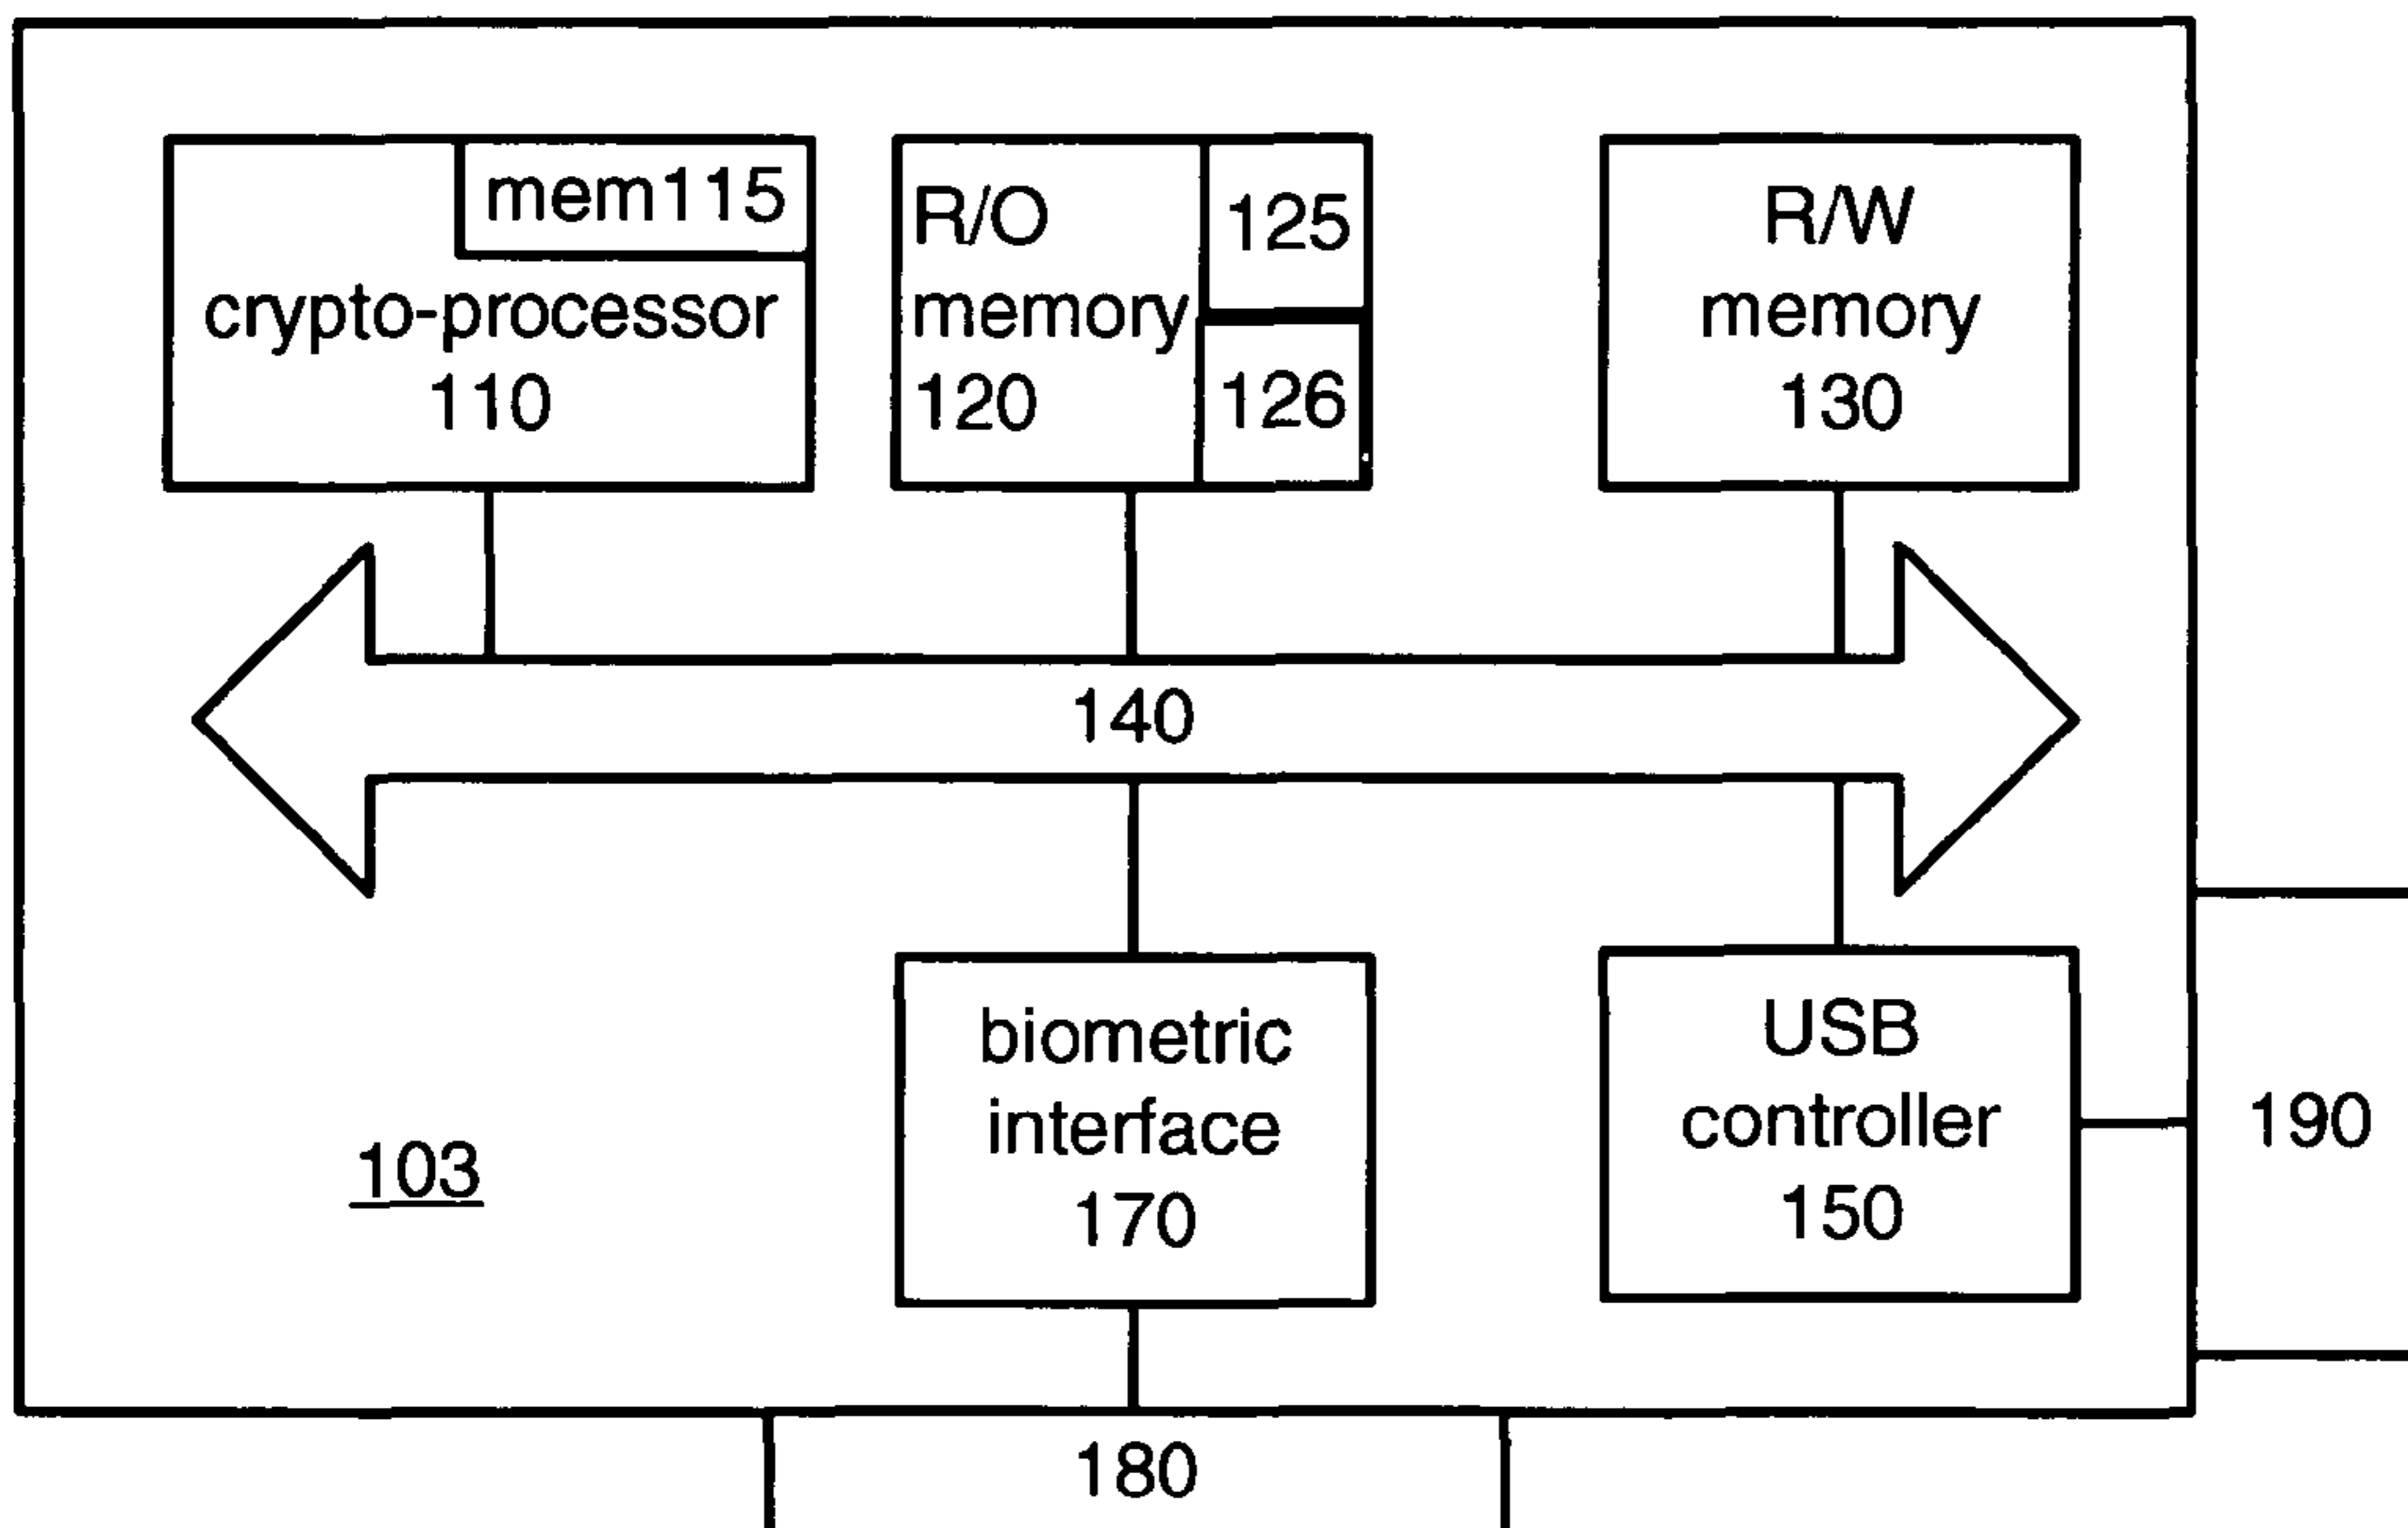 mem115
crypto-processor
110
R/O
memory
120
125
126
R/W
memory
130
140
103
biometric
interface
170
USB
controller
150
190
180